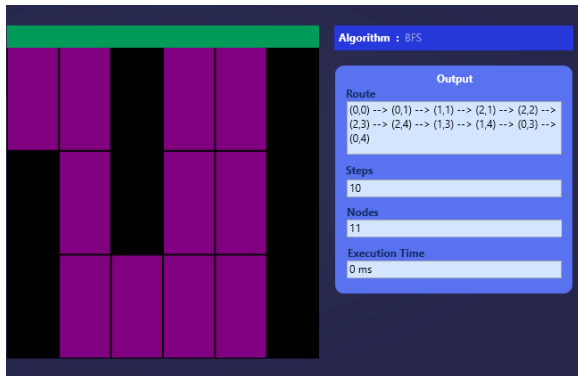 Algorithm : BFS
Output
Route
(0,0) --> (0,1) --> (1,1) --> (2,1) --> (2,2) -->
(2,3) --> (2,4) --> (1,3) --> (1,4) --> (0,3) -->
(0,4)
Steps
10
Nodes
11
Execution Time
0 ms